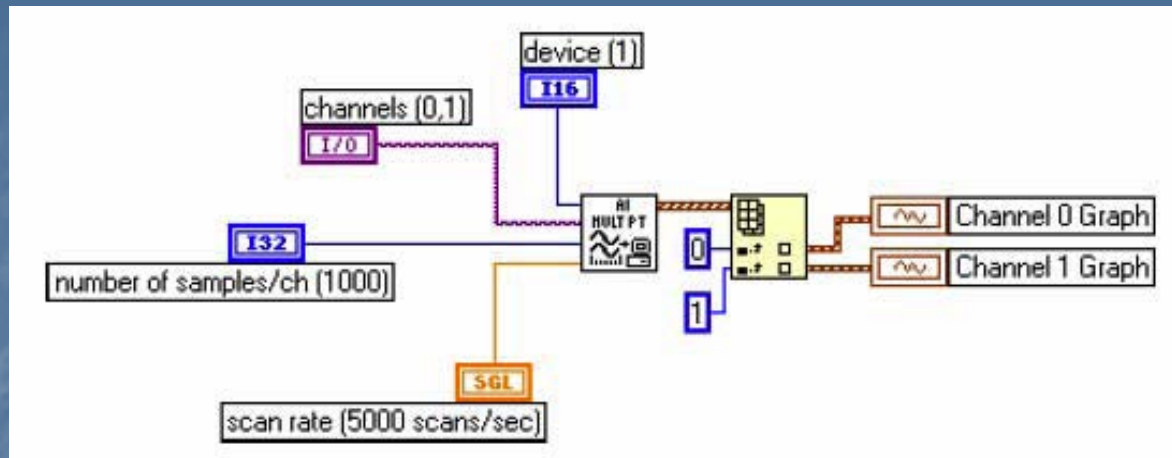 device (1)
I16
channels (0,1)
I/O
AI
MULT PT
I32
number of samples/ch (1000)
0
1
Channel 0 Graph
Channel 1 Graph
SGL
scan rate (5000 scans/sec)